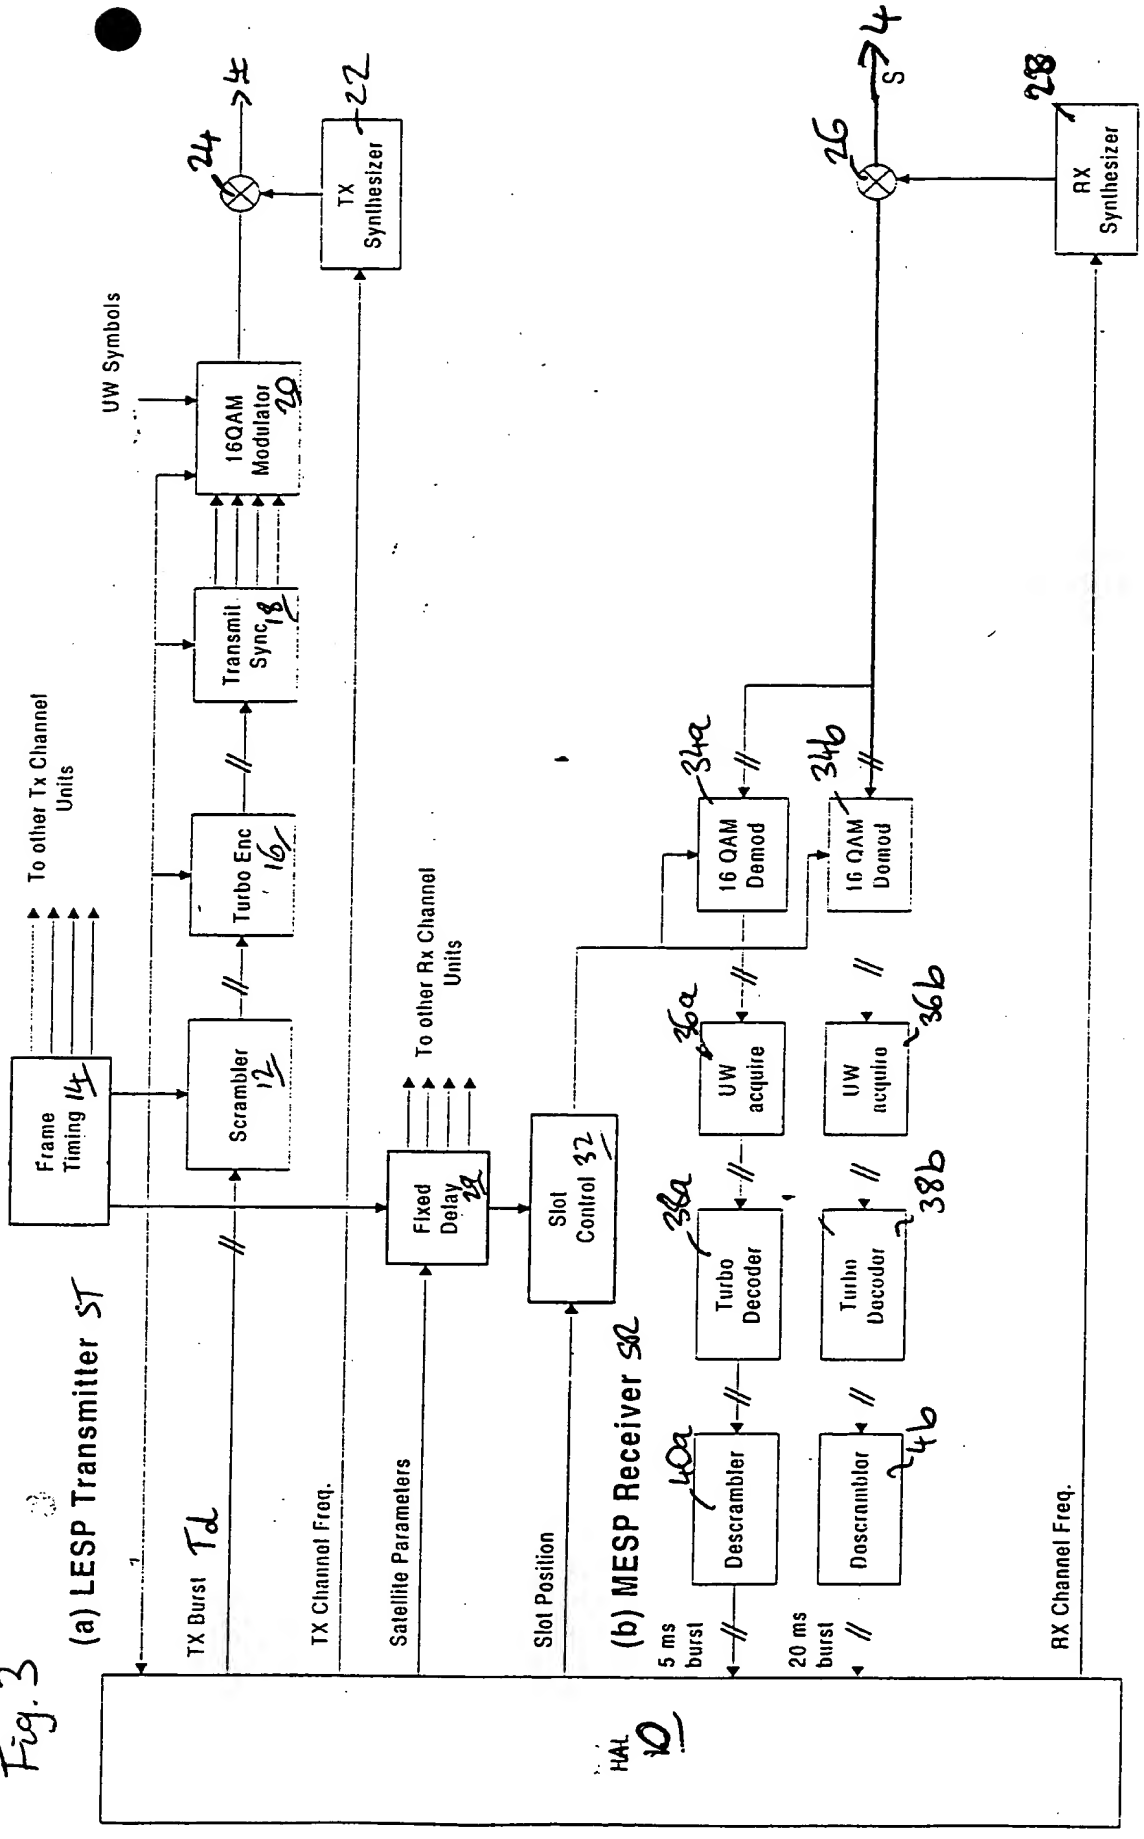 Fig. 3
(a) LESP Transmitter ST
To other Tx Channel
Units
Frame
Timing 14
UW Symbols
Scrambler
12
Turbo Enc
16
Transmit
Sync 18
16QAM
Modulator
20
24
4
TX Burst Td
TX Channel Freq.
TX
Synthesizer
22
Satellite Parameters
Fixed
Delay
29
To other Rx Channel
Units
Slot Position
Slot
Control 32
(b) MESP Receiver SR
5 ms
burst
Descrambler
40a
Turbo
Decoder
38a
UW
acquire
36a
16 QAM
Demod
34a
20 ms
burst
Descrambler
4b
Turbo
Decoder
38b
UW
acquire
36b
16 QAM
Demod
34b
26
S
4
RX Channel Freq.
RX
Synthesizer
28
HAL
10